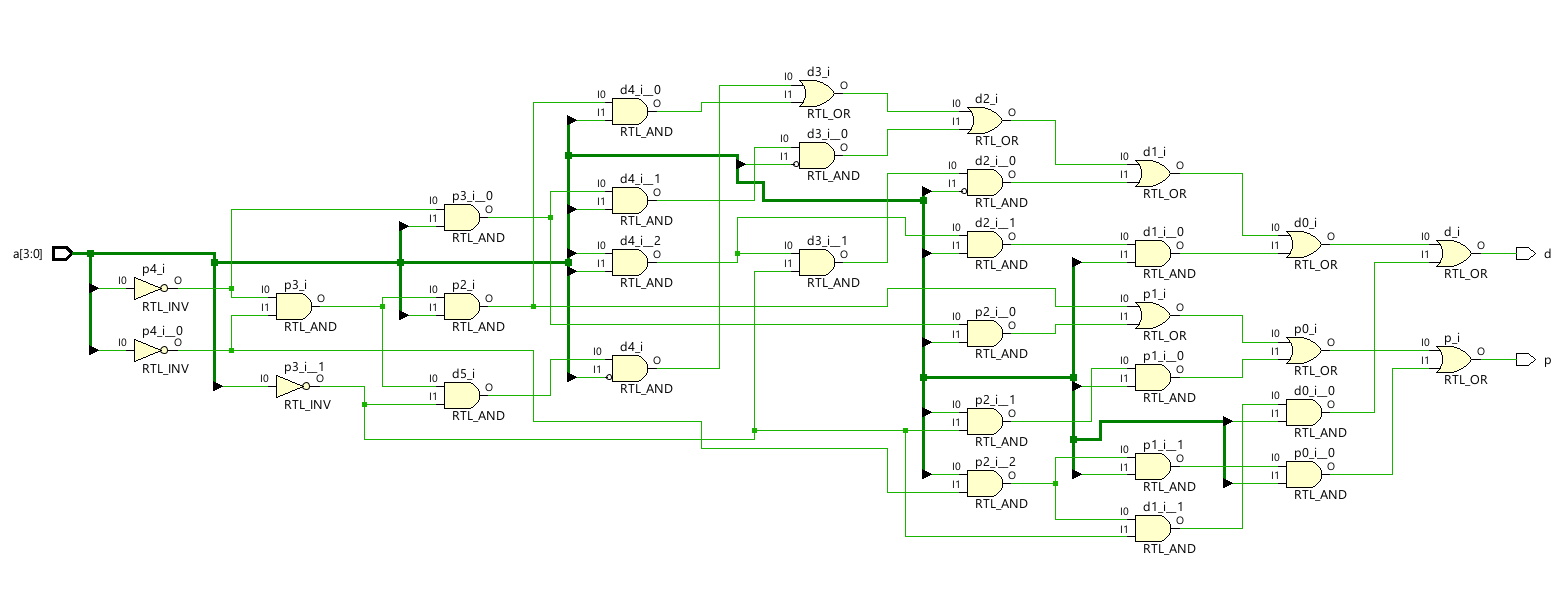 a[3:0]
p4_i
I0
O
RTL_INV
p4_i__0
I0
O
RTL_INV
p3_i
I0
I1
O
RTL_AND
p3_i__1
I0
O
RTL_INV
p3_i__0
I0
I1
O
RTL_AND
p2_i
I0
I1
O
RTL_AND
d5_i
I0
I1
O
RTL_AND
d4_i__0
I0
I1
O
RTL_AND
d4_i__1
I0
I1
O
RTL_AND
d4_i__2
I0
I1
O
RTL_AND
d4_i
I0
I1
O
RTL_AND
d3_i
I0
I1
O
RTL_OR
d3_i__0
I0
I1
O
RTL_AND
d3_i__1
I0
I1
O
RTL_AND
d2_i
I0
I1
O
RTL_OR
d2_i__0
I0
I1
O
RTL_AND
d2_i__1
I0
I1
O
RTL_AND
p2_i__0
I0
I1
O
RTL_AND
p2_i__1
I0
I1
O
RTL_AND
p2_i__2
I0
I1
O
RTL_AND
d1_i
I0
I1
O
RTL_OR
d1_i__0
I0
I1
O
RTL_AND
p1_i
I0
I1
O
RTL_OR
p1_i__0
I0
I1
O
RTL_AND
p1_i__1
I0
I1
O
RTL_AND
d1_i__1
I0
I1
O
RTL_AND
d0_i
I0
I1
O
RTL_OR
p0_i
I0
I1
O
RTL_OR
d0_i__0
I0
I1
O
RTL_AND
p0_i__0
I0
I1
O
RTL_AND
d_i
I0
I1
O
RTL_OR
d
p_i
I0
I1
O
RTL_OR
p